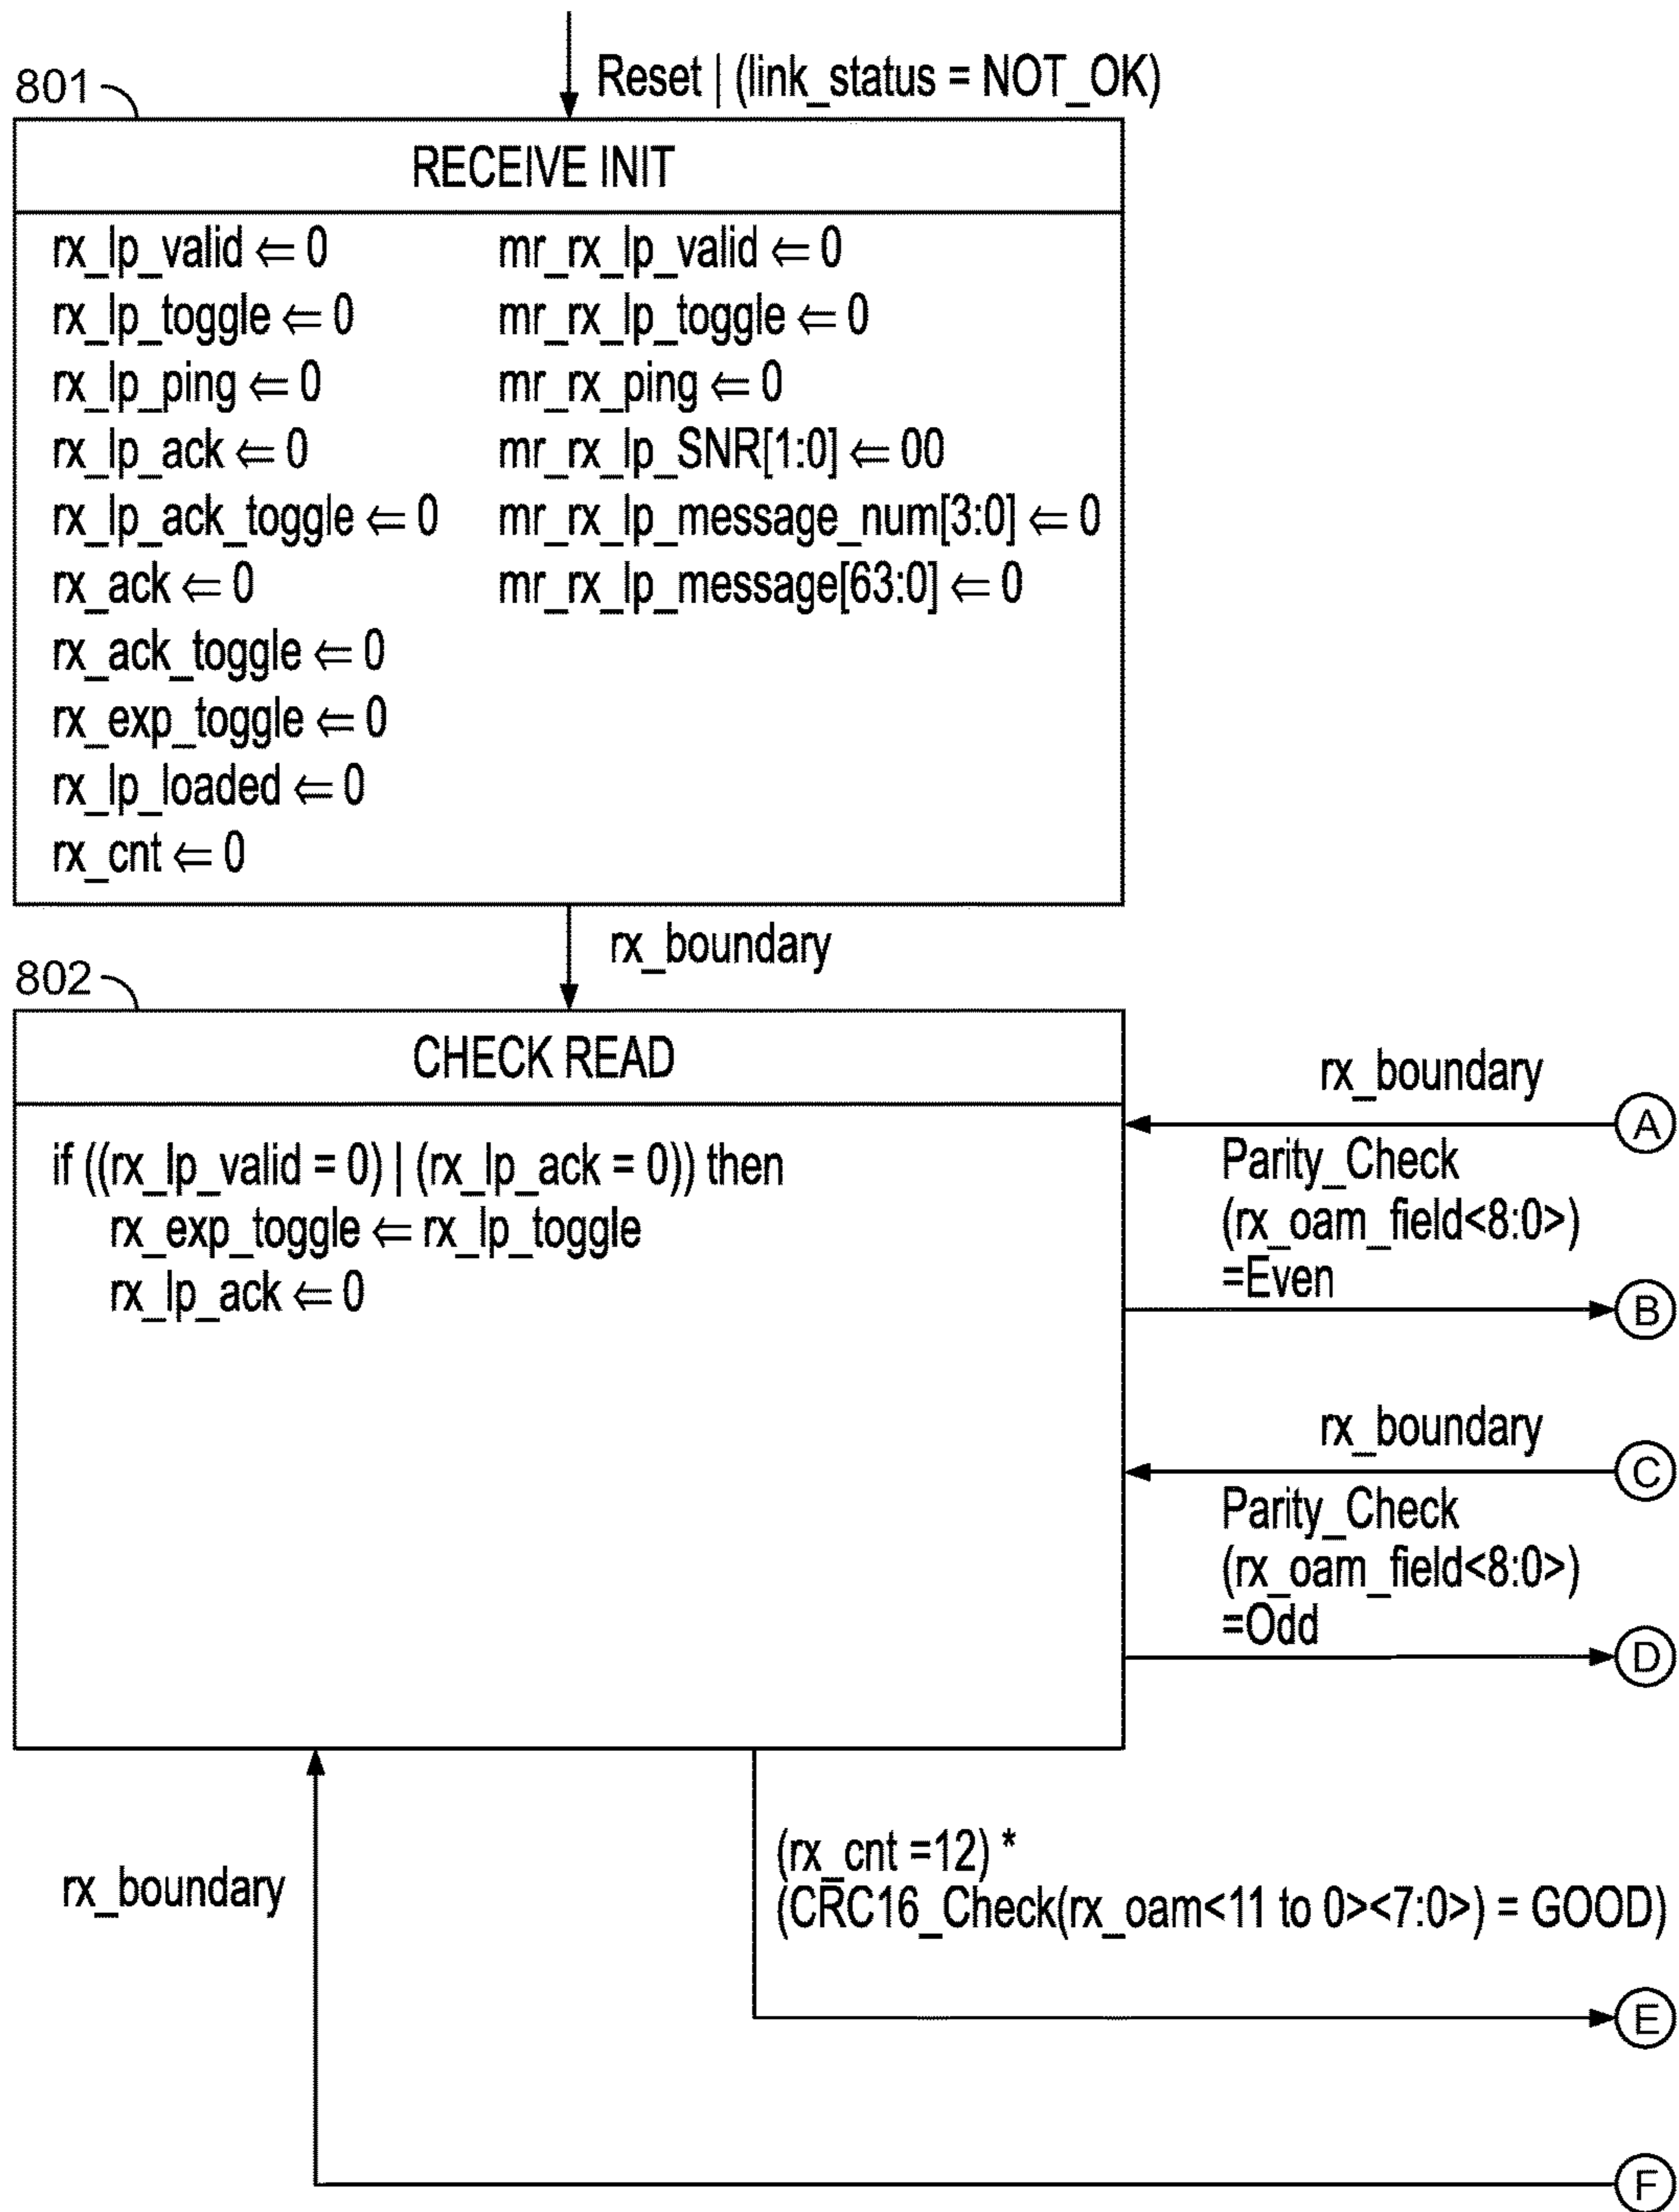 Reset | (link_status = NOT_OK)
801
RECEIVE INIT
rx_lp_valid ⇐ 0 mr_rx_lp_valid ⇐ 0
rx_lp_toggle ⇐ 0 mr_rx_lp_toggle ⇐ 0
rx_lp_ping ⇐ 0 mr_rx_ping ⇐ 0
rx_lp_ack ⇐ 0 mr_rx_lp_SNR[1:0] ⇐ 00
rx_lp_ack_toggle ⇐ 0 mr_rx_lp_message_num[3:0] ⇐ 0
rx_ack ⇐ 0 mr_rx_lp_message[63:0] ⇐ 0
rx_ack_toggle ⇐ 0
rx_exp_toggle ⇐ 0
rx_lp_loaded ⇐ 0
rx_cnt ⇐ 0
rx_boundary
802
CHECK READ
if ((rx_lp_valid = 0) | (rx_lp_ack = 0)) then
rx_exp_toggle ⇐ rx_lp_toggle
rx_lp_ack ⇐ 0
rx_boundary
A
Parity_Check
(rx_oam_field<8:0>)
=Even
B
rx_boundary
C
Parity_Check
(rx_oam_field<8:0>)
=Odd
D
(rx_cnt =12) *
(CRC16_Check(rx_oam<11 to 0><7:0>) = GOOD)
E
rx_boundary
F